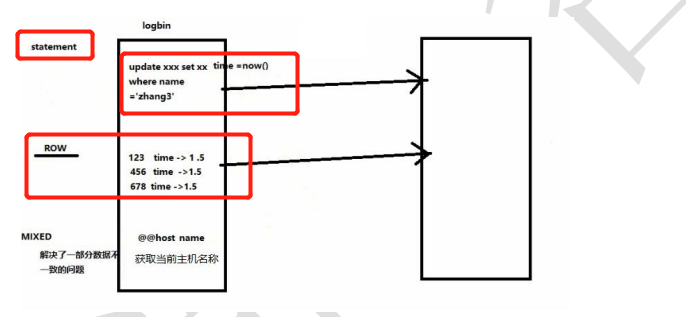 logbin
statement
update xxx set xx time =now()
where name
='zhang3'
ROW
123 time -> 1 .5
456 time ->1.5
678 time ->1.5
MIXED
@@host name
解决了一部分数据不
获取当前主机名称
一致的问题